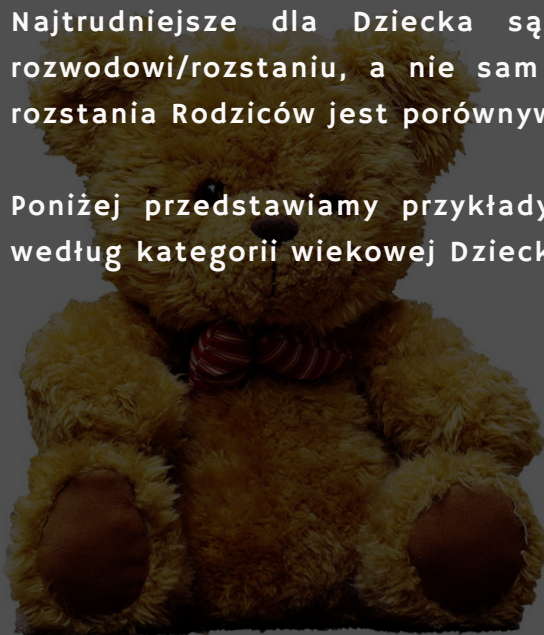 Najtrudniejsze dla Dziecka są
rozwodowi/rozstaniu, a nie sam
rozstania Rodziców jest porównyw
Poniżej przedstawiamy przykłady
według kategorii wiekowej Dzieck